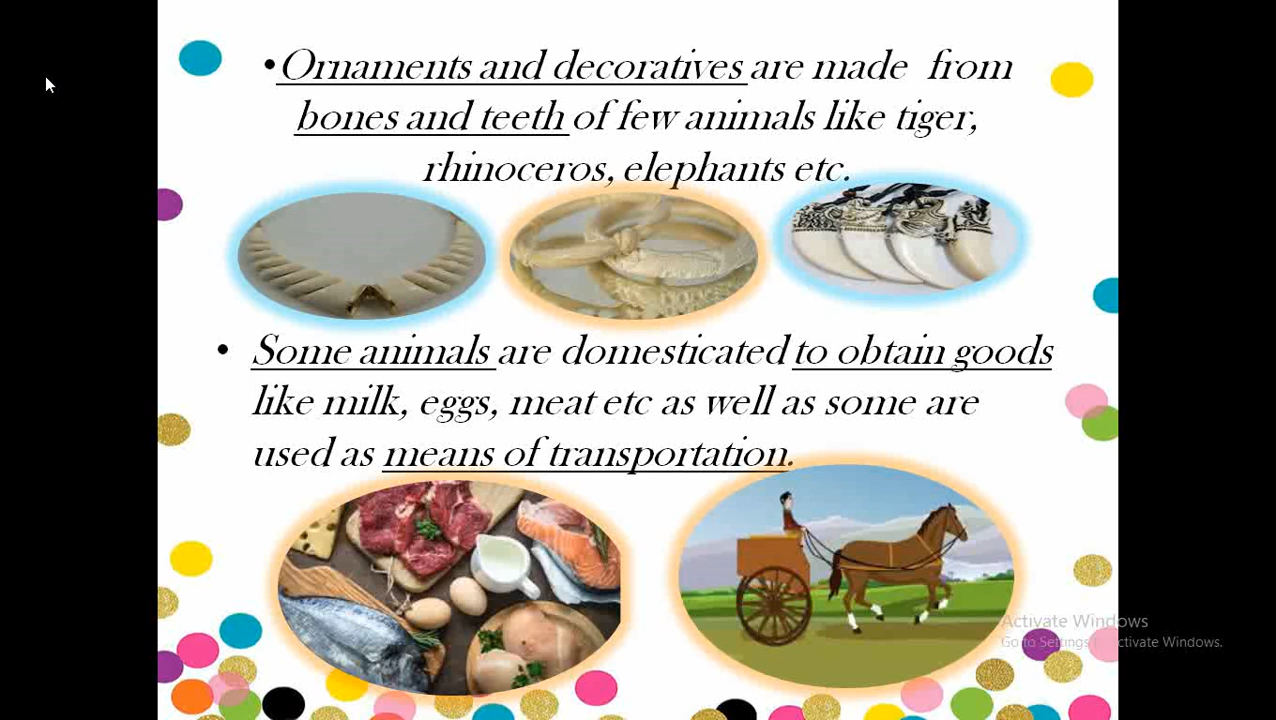 •Ornaments and decoratives are made from
bones and teeth of few animals like tiger,
rhinoceros, elephants etc.
• Some animals are domesticated to obtain goods
like milk, eggs, meat etc as well as some are
used as means of transportation.
Activate Windows
Go to Settings to activate Windows.